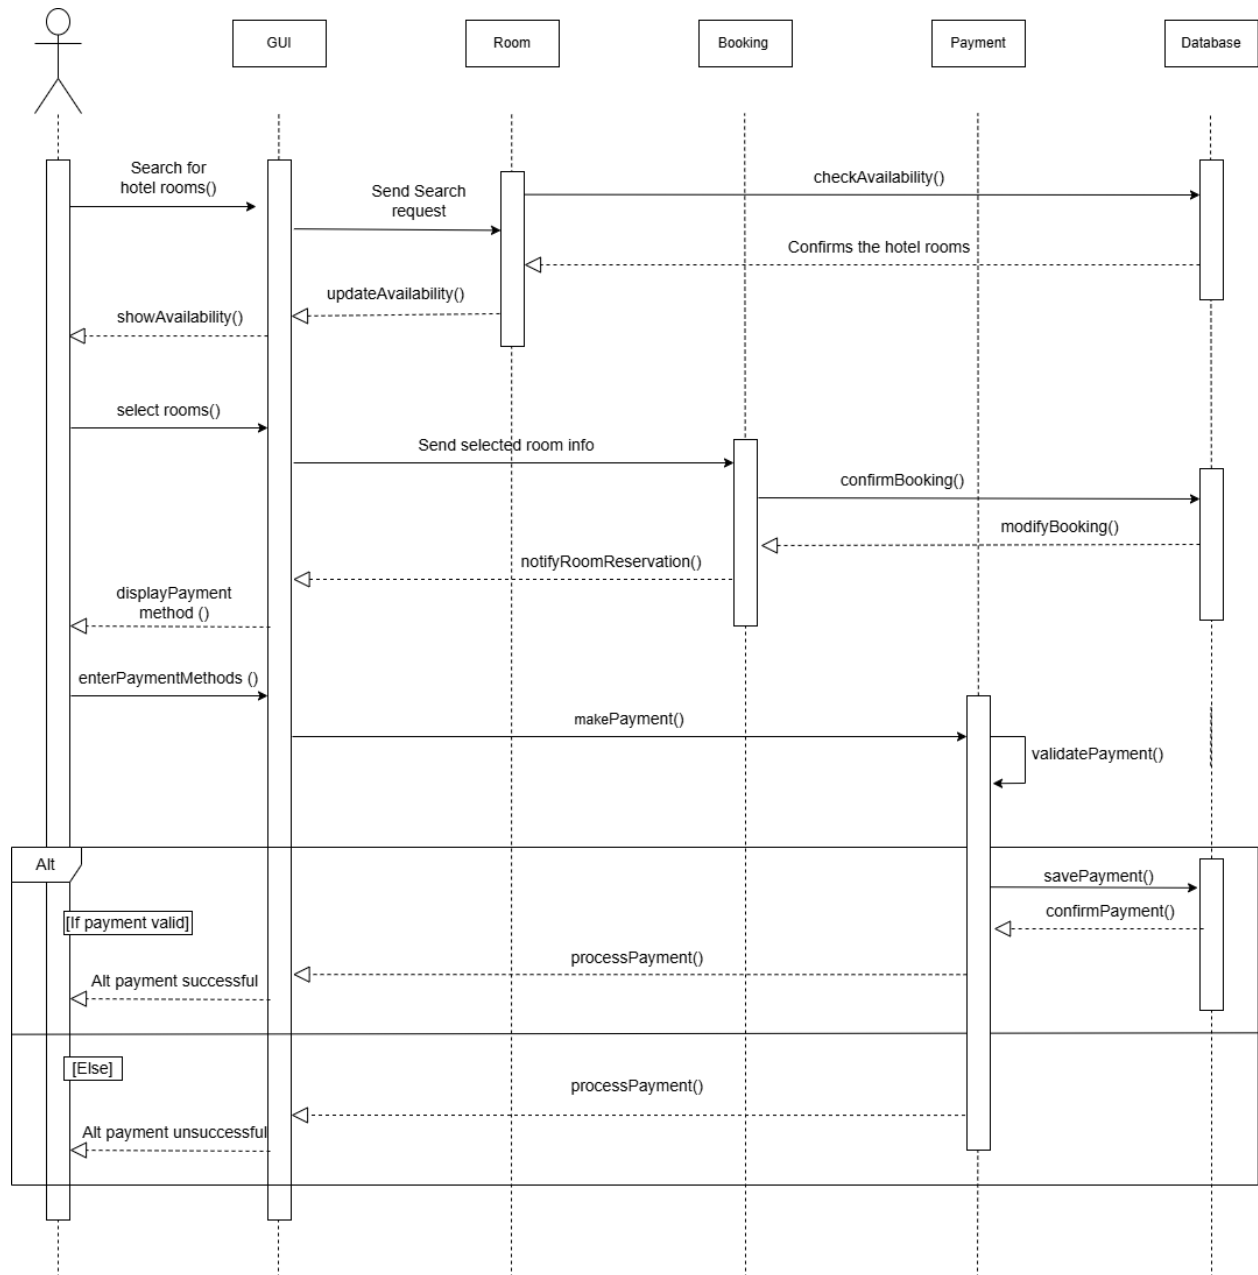 GUI
Room
Booking
Payment
Database
Search for
hotel rooms()
Send Search
request
checkAvailability()
Confirms the hotel rooms
updateAvailability()
showAvailability()
select rooms()
Send selected room info
confirmBooking()
modifyBooking()
notifyRoomReservation()
displayPayment
method ()
enterPaymentMethods ()
makePayment()
validatePayment()
Alt
savePayment()
[If payment valid]
confirmPayment()
processPayment()
Alt payment successful
[Else]
processPayment()
Alt payment unsuccessful